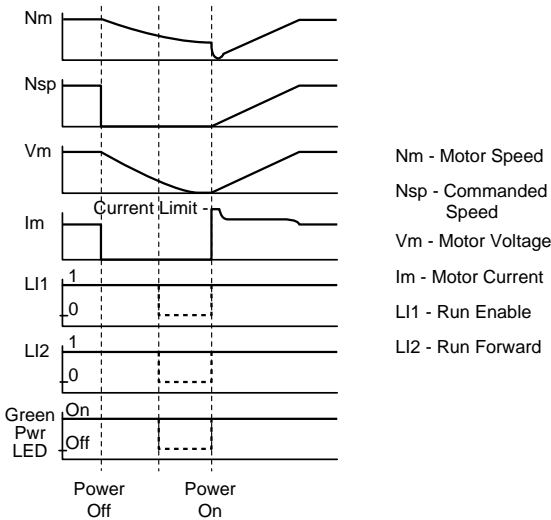 Nm
Nsp
Vm
Current Limit -
Im
LI1
1
0
LI2
1
0
Green
Pwr
LED
On
Off
Power
Off
Power
On
Nm - Motor Speed
Nsp - Commanded
Speed
Vm - Motor Voltage
Im - Motor Current
LI1 - Run Enable
LI2 - Run Forward